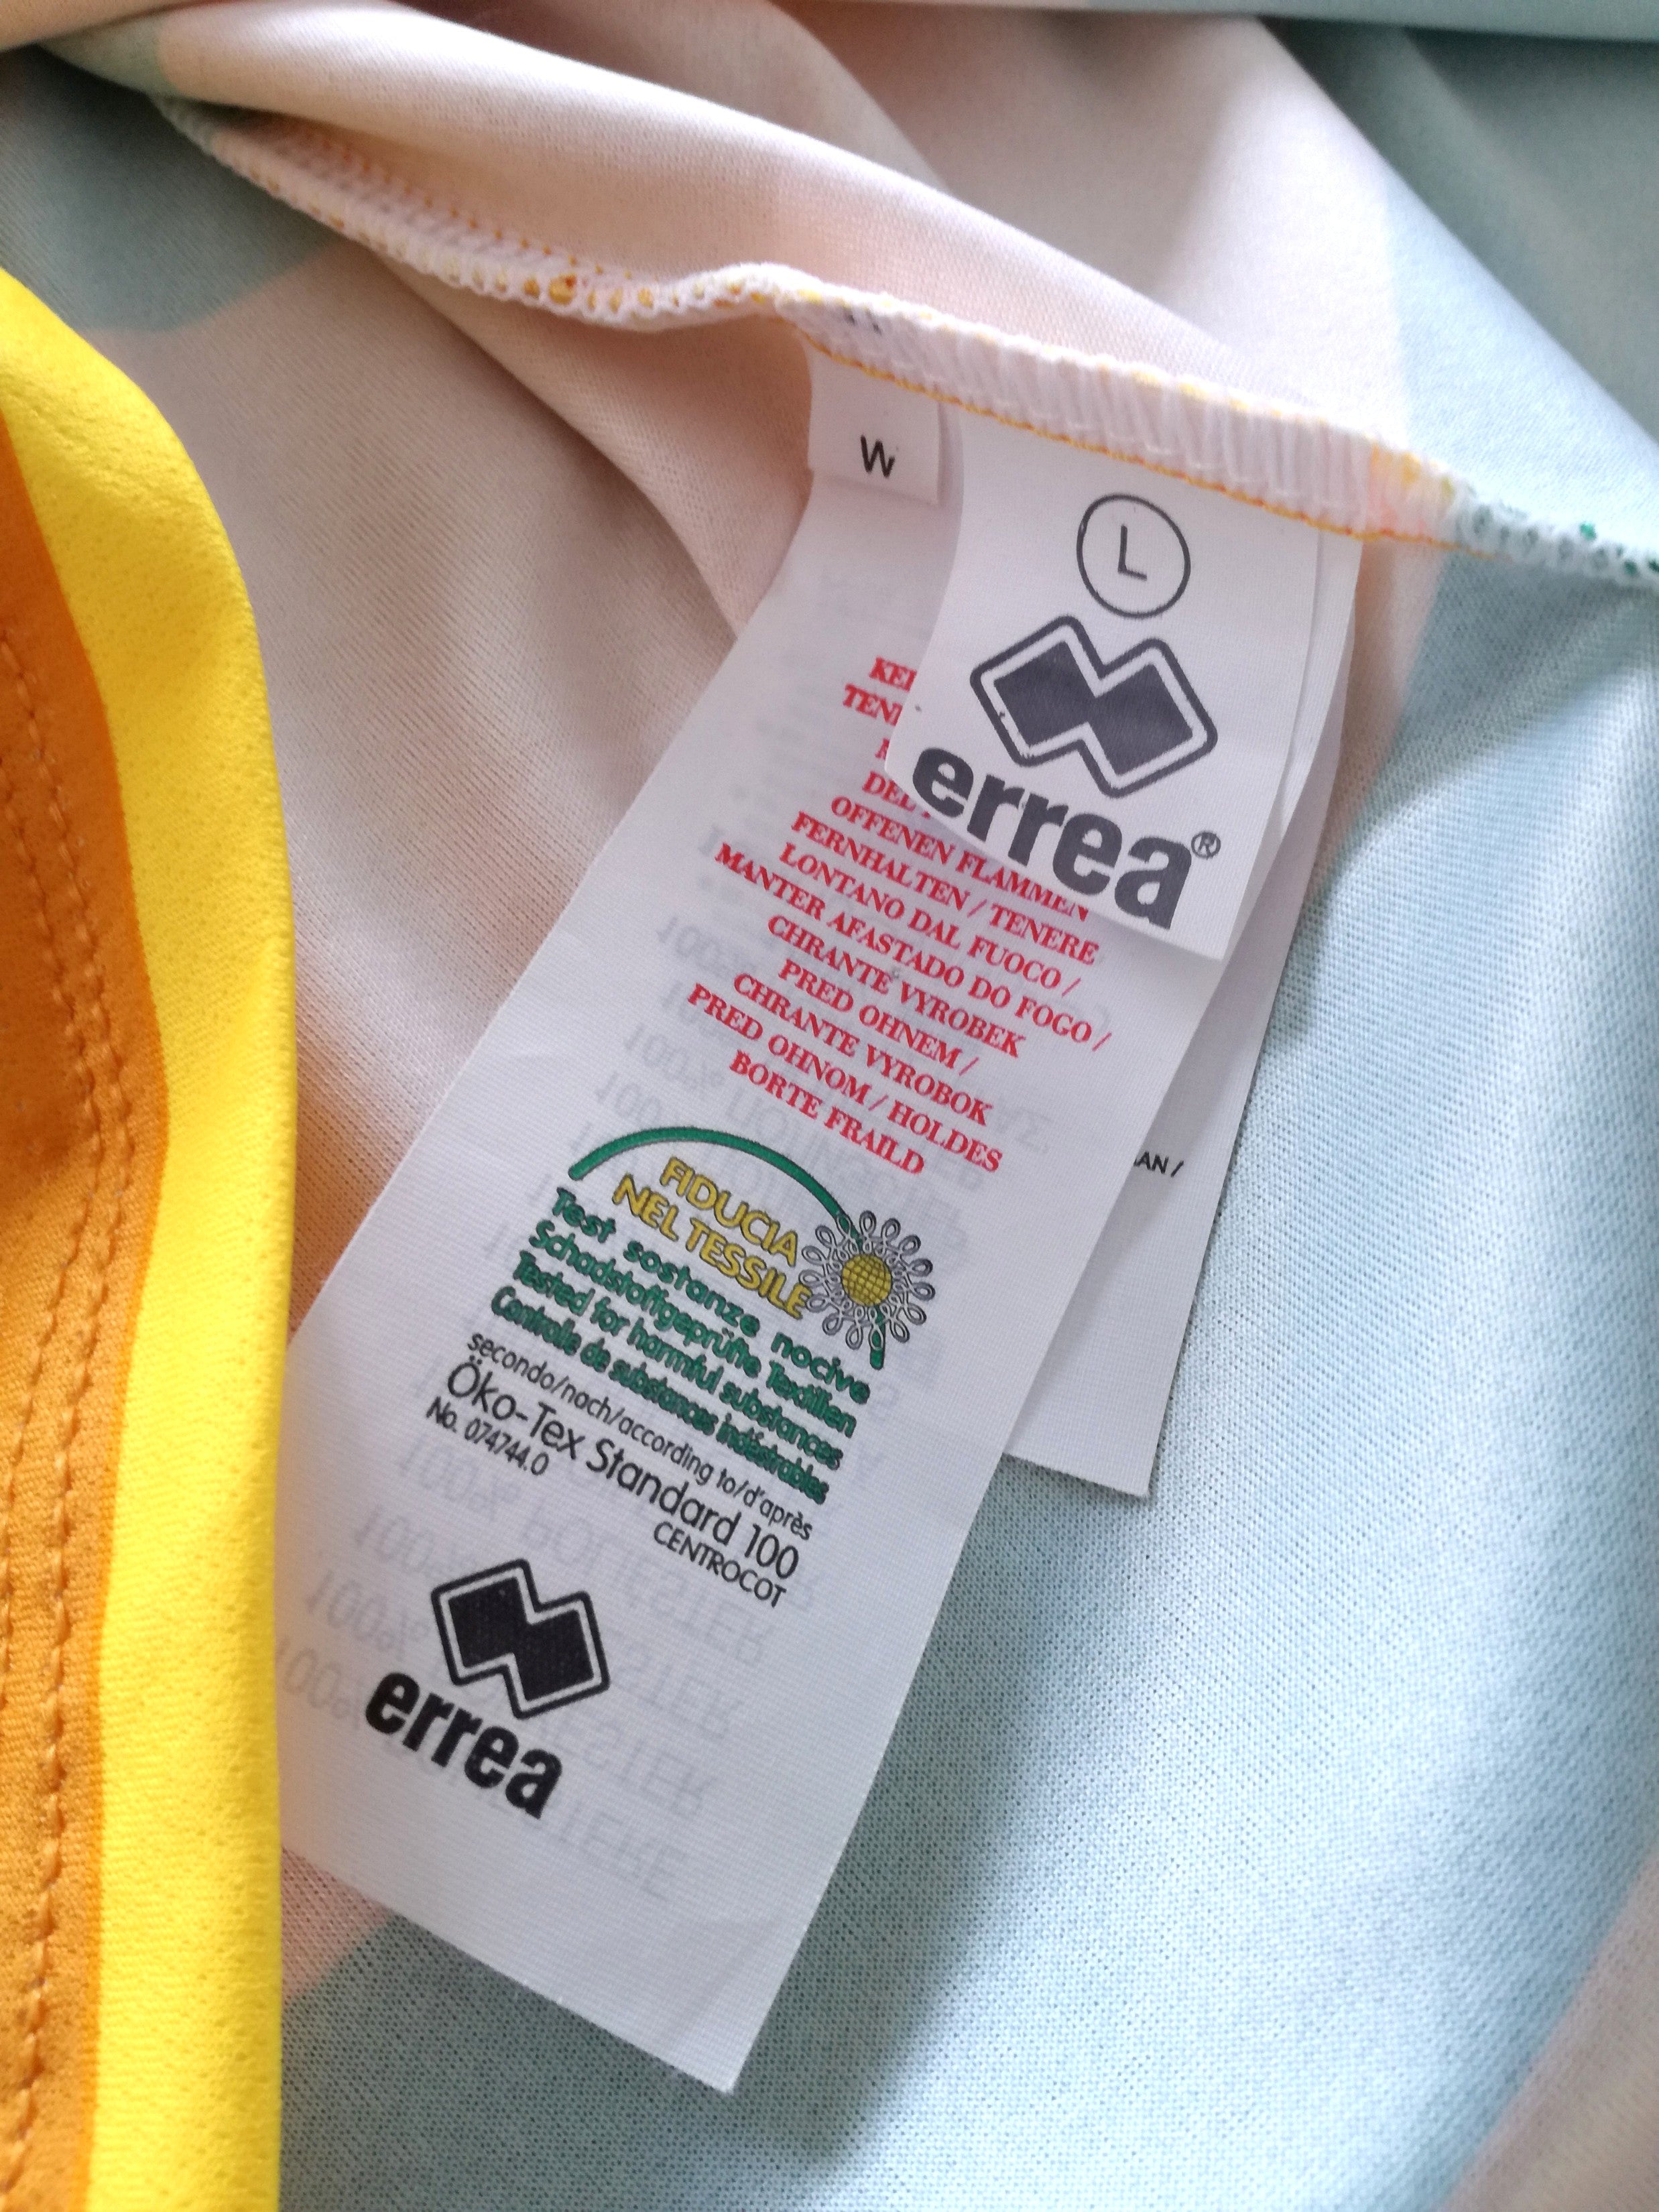 W
L
errea®
OFFENEN FLAMMEN
FERNHALTEN / TENERE
LONTANO DAL FUOCO /
MANTER AFASTADO DO FOGO /
CHRANTE VYROBEK
PRED OHNEM /
CHRANTE VYROBOK
PRED OHNOM / HOLDES
BORTE FRAILD
FIDUCIA
NEL TESSILE
Test sostanze nocive
Schadstoffgeprüfte Textilien
Tested for harmful substances
Contrôlé de substances indésirables
secondo/nach/according to/d'après
Öko-Tex Standard 100
No. 074744.0
CENTROCOT
errea